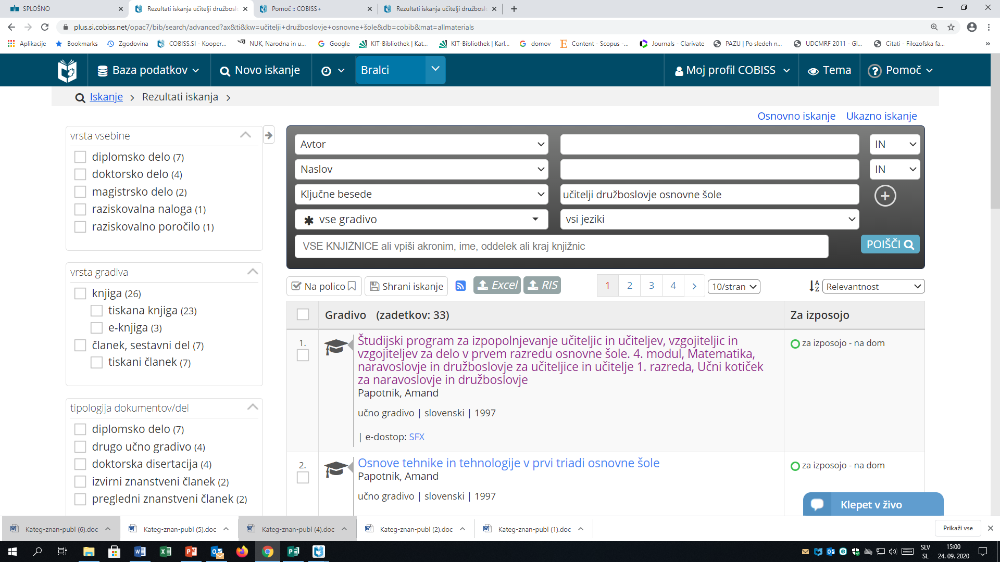 SPLOŠNO
Rezultati iskanja učitelji družboslo
Pomoč :: COBISS+
Rezultati iskanja učitelji družboslo
plus.si.cobiss.net/opac7/bib/search/advanced?ax&ti&kw=učitelji+družboslovje+osnovne+šole&db=cobib&mat=allmaterials
Aplikacije
Bookmarks
Zgodovina
COBISS.SI - Kooper...
NUK, Narodna in u...
Google
KIT-Bibliothek | Kat...
KIT-Bibliothek | Karl...
domov
Content - Scopus -...
Journals - Clarivate
PAZU | Po sledeh n...
UDCMRF 2011 - Gl...
Citati - Filozofska fa...
»
Baza podatkov
Novo iskanje
Bralci
Moj profil COBISS
Tema
Pomoč
Iskanje > Rezultati iskanja >
Osnovno iskanje
Ukazno iskanje
vrsta vsebine
diplomsko delo (7)
doktorsko delo (4)
magistrsko delo (2)
raziskovalna naloga (1)
raziskovalno poročilo (1)
vrsta gradiva
knjiga (26)
tiskana knjiga (23)
e-knjiga (3)
članek, sestavni del (7)
tiskani članek (7)
tipologija dokumentov/del
diplomsko delo (7)
drugo učno gradivo (4)
doktorska disertacija (4)
izvirni znanstveni članek (2)
pregledni znanstveni članek (2)
Avtor
IN
Naslov
IN
Ključne besede
učitelji družboslovje osnovne šole
vse gradivo
vsi jeziki
VSE KNJIŽNICE ali vpiši akronim, ime, oddelek ali kraj knjižnic
POIŠČI
Na polico
Shrani iskanje
Excel
RIS
1 2 3 4 >
10/stran
Relevantnost
Gradivo (zadetkov: 33)
Za izposojo
1.
Študijski program za izpopolnjevanje učiteljic in učiteljev, vzgojiteljic in
vzgojiteljev za delo v prvem razredu osnovne šole. 4. modul, Matematika,
naravoslovje in družboslovje za učiteljice in učitelje 1. razreda, Učni kotiček
za naravoslovje in družboslovje
Papotnik, Amand
učno gradivo | slovenski | 1997
| e-dostop: SFX
za izposojo - na dom
2.
Osnove tehnike in tehnologije v prvi triadi osnovne šole
Papotnik, Amand
učno gradivo | slovenski | 1997
za izposojo - na dom
Klepet v živo
Kateg-znan-publ (6).doc
Kateg-znan-publ (5).doc
Kateg-znan-publ (4).doc
Kateg-znan-publ (2).doc
Kateg-znan-publ (1).doc
Prikaži vse
SLV
SL
15:00
24. 09. 2020